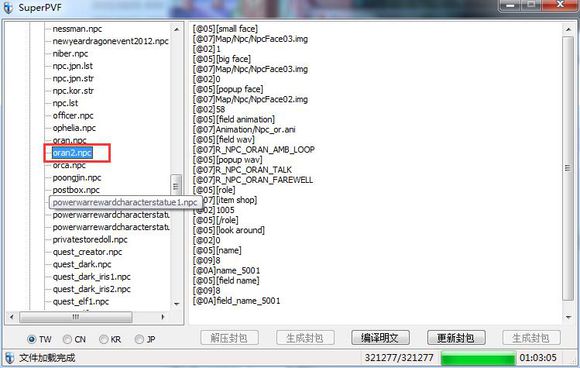 SuperPVF
nessman.npc
newyeardragonevent2012.npc
niber.npc
npc.jpn.lst
npc.jpn.str
npc.kor.str
npc.lst
officer.npc
ophelia.npc
oran.npc
oran2.npc
orca.npc
poongjin.npc
postbox.npc
powerwarrewardcharacterstatue1.npc
powerwarrewardcharacterstatue
powerwarrewardcharacterstatue
privatestoredoll.npc
quest_creator.npc
quest_dark.npc
quest_dark_iris1.npc
quest_dark_iris2.npc
quest_elf1.npc
[@05][small face]
[@07]Map/Npc/NpcFace03.img
[@02]1
[@05][big face]
[@07]Map/Npc/NpcFace03.img
[@02]0
[@05][popup face]
[@07]Map/Npc/NpcFace02.img
[@02]58
[@05][field animation]
[@07]Animation/Npc_or.ani
[@05][field wav]
[@07]R_NPC_ORAN_AMB_LOOP
[@05][popup wav]
[@07]R_NPC_ORAN_TALK
[@07]R_NPC_ORAN_FAREWELL
[@05][role]
[@07][item shop]
[@02]1005
[@05][/role]
[@05][look around]
[@02]0
[@05][name]
[@09]8
[@0A]name_5001
[@05][field name]
[@09]8
[@0A]field_name_5001
TW CN KR JP
解压封包 生成封包 编译明文 更新封包 生成封包
文件加载完成 321277/321277 01:03:05